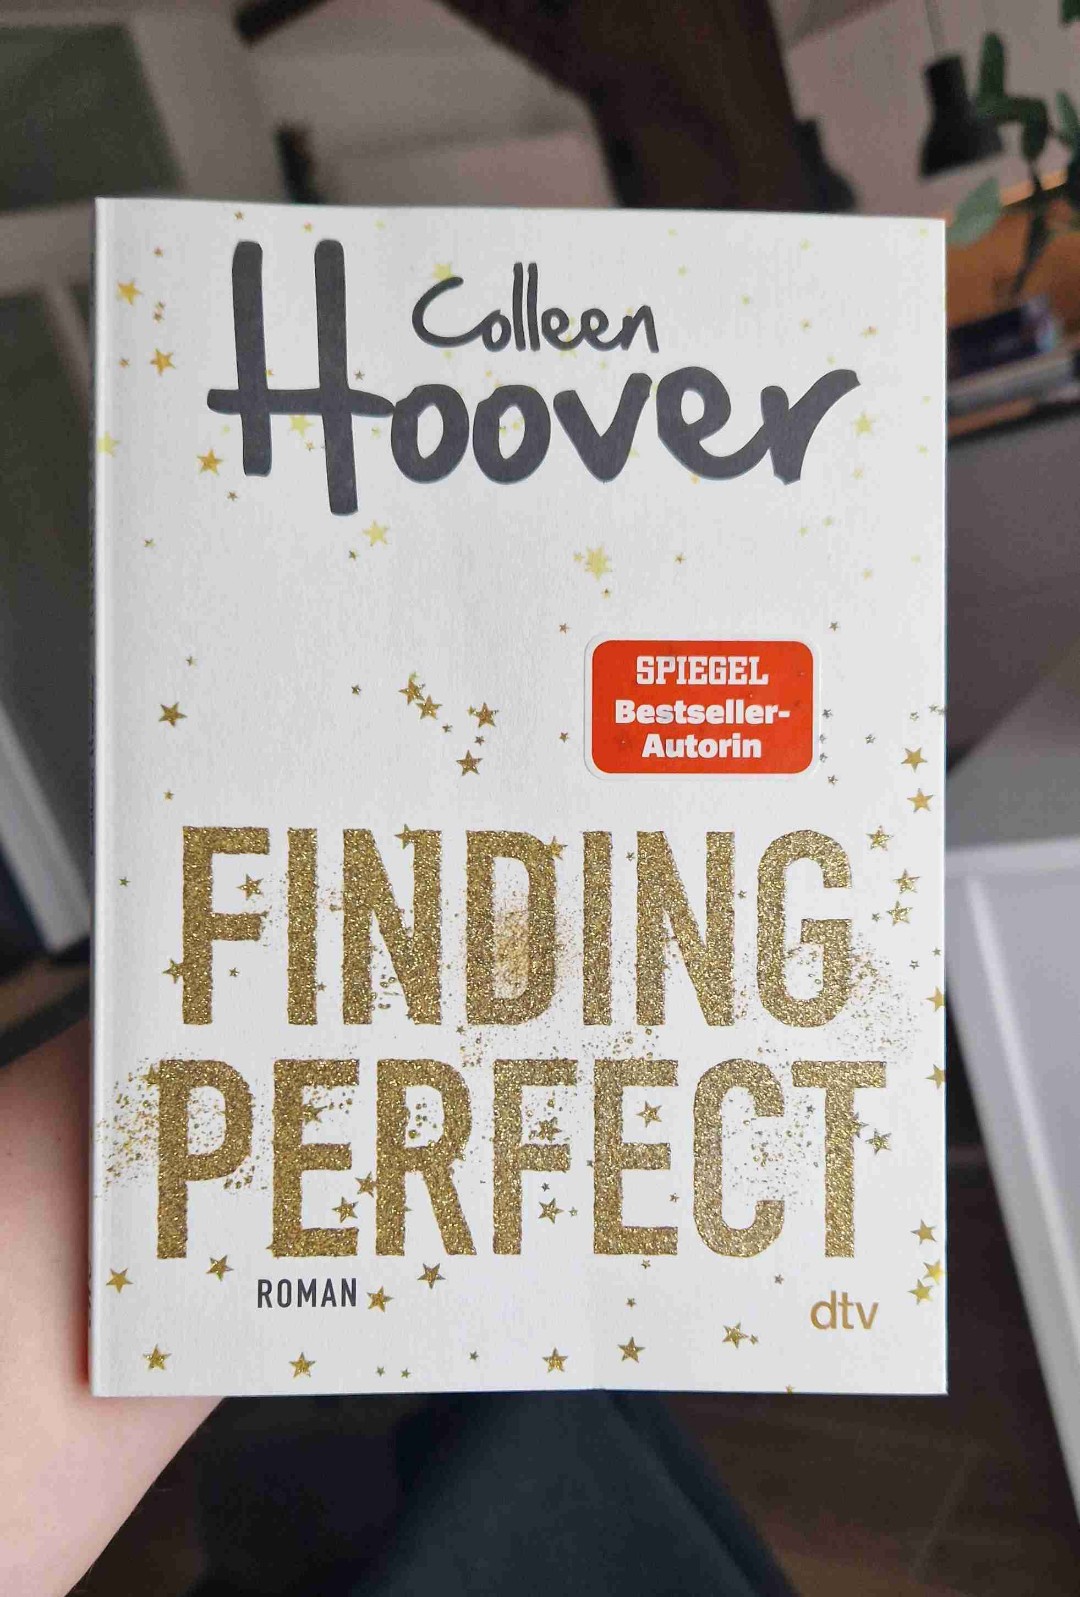 Colleen
Hoover
SPIEGEL
Bestseller-
Autorin
FINDING
PERFECT
ROMAN
dtv